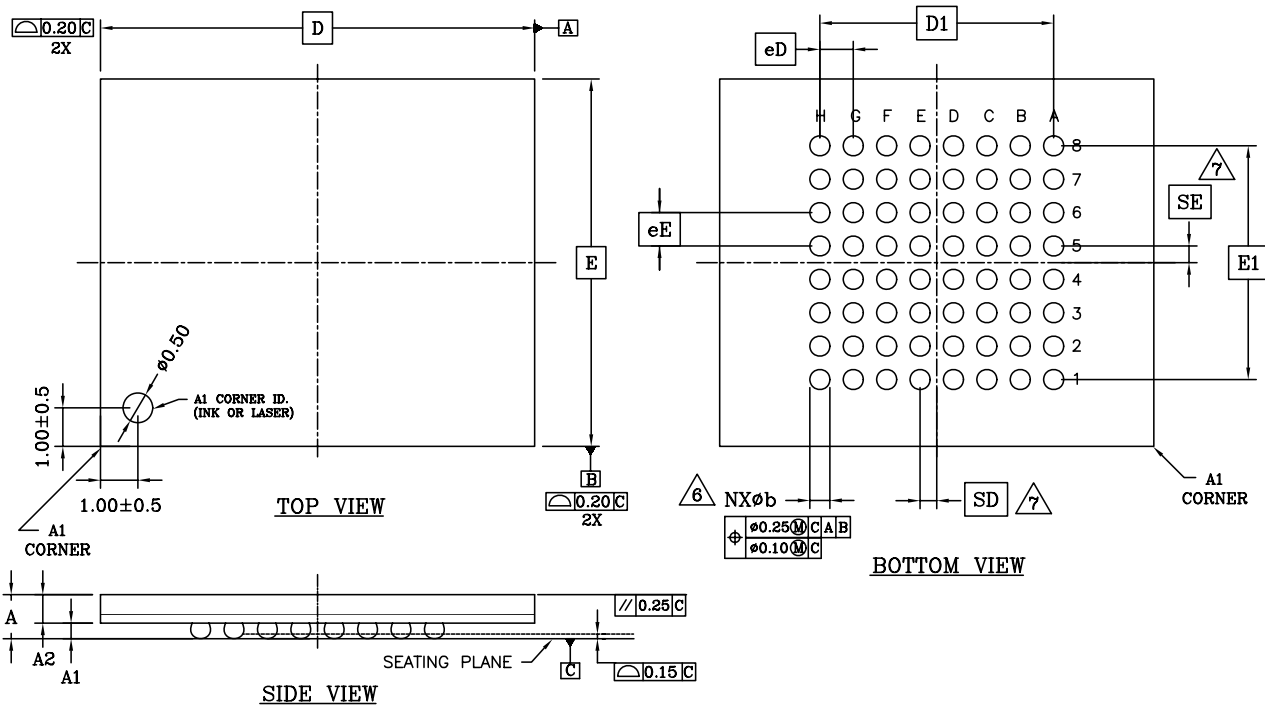 ⌓ 0.20 C
2X
D
A
E
ø0.50
A1 CORNER ID.
(INK OR LASER)
1.00±0.5
1.00±0.5
A1
CORNER
TOP VIEW
B
⌓ 0.20 C
2X
D1
eD
H G F E D C B A
8
7
6
5
4
3
2
1
7
SE
eE
E1
6
NXøb
⌖ ø0.25Ⓜ C A B
ø0.10Ⓜ C
SD
7
A1
CORNER
BOTTOM VIEW
A
A2
A1
// 0.25 C
SEATING PLANE
C
⌓ 0.15 C
SIDE VIEW